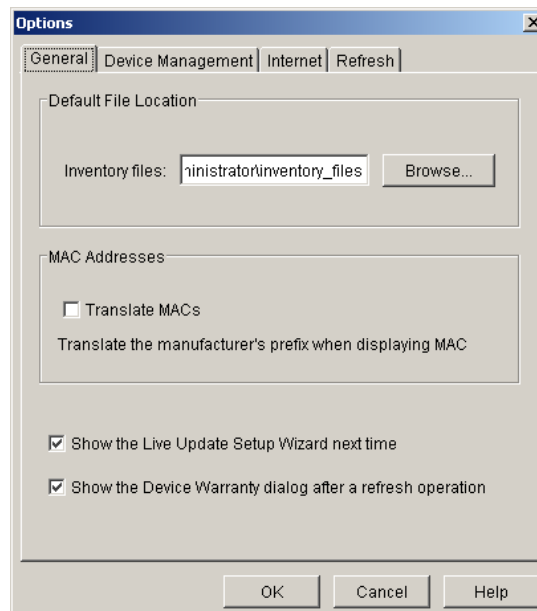 Options
General Device Management Internet Refresh
Default File Location
Inventory files: ninistrator\inventory_files Browse...
MAC Addresses
Translate MACs
Translate the manufacturer's prefix when displaying MAC
Show the Live Update Setup Wizard next time
Show the Device Warranty dialog after a refresh operation
OK Cancel Help